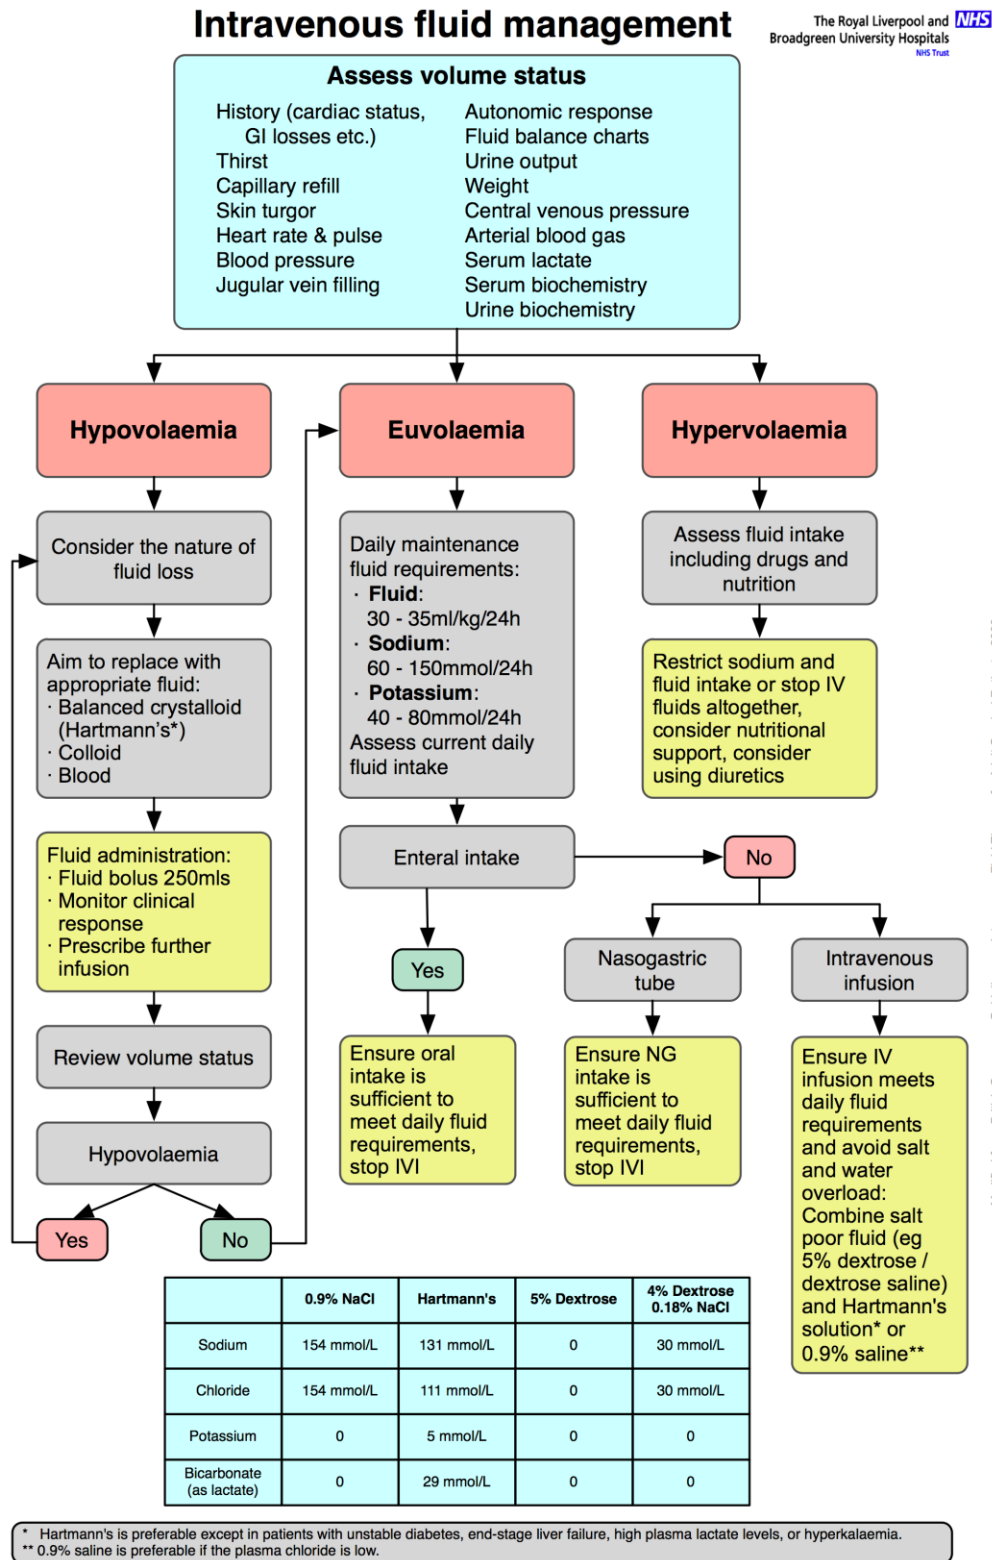 Intravenous fluid management
The Royal Liverpool and NHS
Broadgreen University Hospitals
NHS Trust
Assess volume status
History (cardiac status,
GI losses etc.)
Thirst
Capillary refill
Skin turgor
Heart rate & pulse
Blood pressure
Jugular vein filling
Autonomic response
Fluid balance charts
Urine output
Weight
Central venous pressure
Arterial blood gas
Serum lactate
Serum biochemistry
Urine biochemistry
Hypovolaemia
Euvolaemia
Hypervolaemia
Consider the nature of
fluid loss
Aim to replace with
appropriate fluid:
· Balanced crystalloid
(Hartmann's*)
· Colloid
· Blood
Fluid administration:
· Fluid bolus 250mls
· Monitor clinical
response
· Prescribe further
infusion
Review volume status
Hypovolaemia
Yes
No
Daily maintenance
fluid requirements:
· Fluid:
30 - 35ml/kg/24h
· Sodium:
60 - 150mmol/24h
· Potassium:
40 - 80mmol/24h
Assess current daily
fluid intake
Enteral intake
Yes
Ensure oral
intake is
sufficient to
meet daily fluid
requirements,
stop IVI
Assess fluid intake
including drugs and
nutrition
Restrict sodium and
fluid intake or stop IV
fluids altogether,
consider nutritional
support, consider
using diuretics
No
Nasogastric
tube
Ensure NG
intake is
sufficient to
meet daily fluid
requirements,
stop IVI
Intravenous
infusion
Ensure IV
infusion meets
daily fluid
requirements
and avoid salt
and water
overload:
Combine salt
poor fluid (eg
5% dextrose /
dextrose saline)
and Hartmann's
solution* or
0.9% saline**
0.9% NaCl Hartmann's 5% Dextrose 4% Dextrose
0.18% NaCl
Sodium 154 mmol/L 131 mmol/L 0 30 mmol/L
Chloride 154 mmol/L 111 mmol/L 0 30 mmol/L
Potassium 0 5 mmol/L 0 0
Bicarbonate
(as lactate) 0 29 mmol/L 0 0
* Hartmann's is preferable except in patients with unstable diabetes, end-stage liver failure, high plasma lactate levels, or hyperkalaemia.
** 0.9% saline is preferable if the plasma chloride is low.